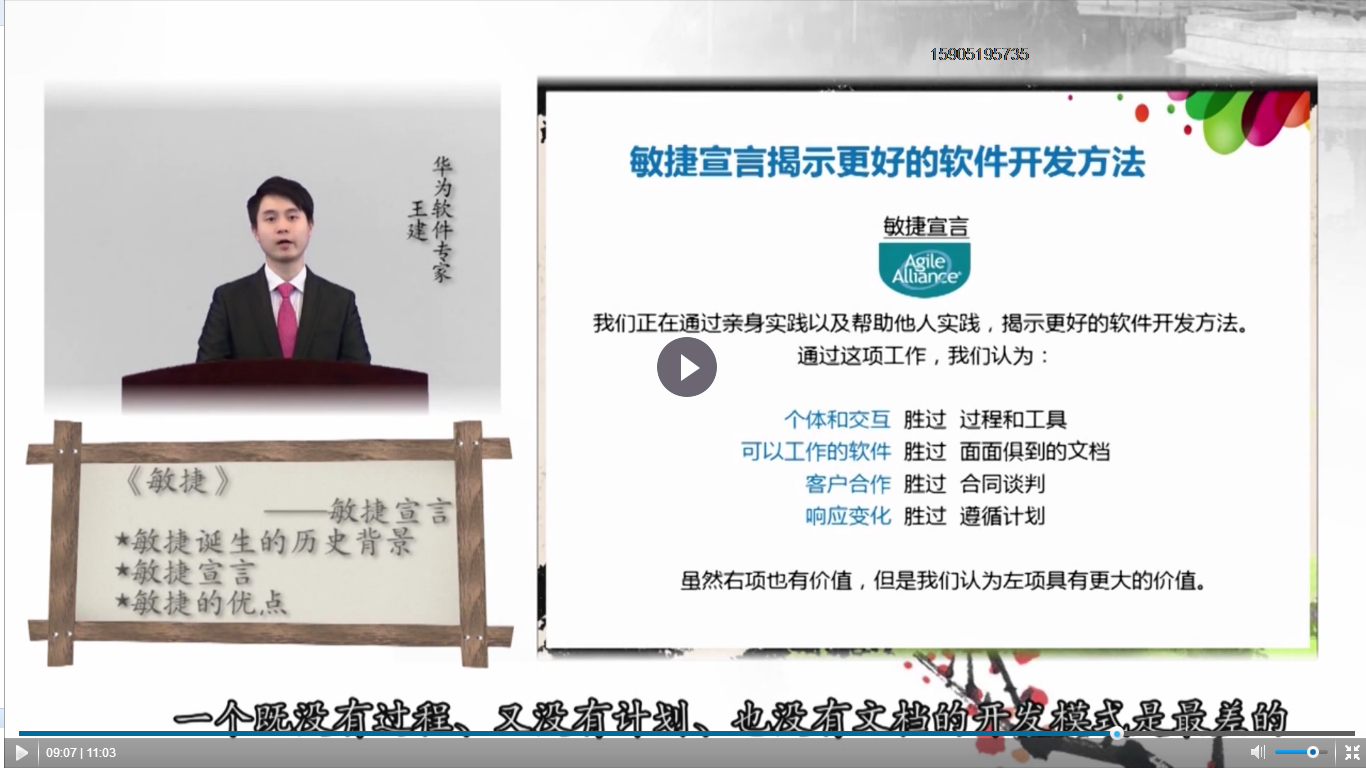 15905195735
华为软件专家
王建
敏捷宣言揭示更好的软件开发方法
敏捷宣言
Agile
Alliance®
我们正在通过亲身实践以及帮助他人实践，揭示更好的软件开发方法。
通过这项工作，我们认为：
个体和交互 胜过 过程和工具
可以工作的软件 胜过 面面俱到的文档
客户合作 胜过 合同谈判
响应变化 胜过 遵循计划
虽然右项也有价值，但是我们认为左项具有更大的价值。
《敏捷》
——敏捷宣言
★敏捷诞生的历史背景
★敏捷宣言
★敏捷的优点
一个既没有过程、又没有计划、也没有文档的开发模式是最差的
09:07 | 11:03